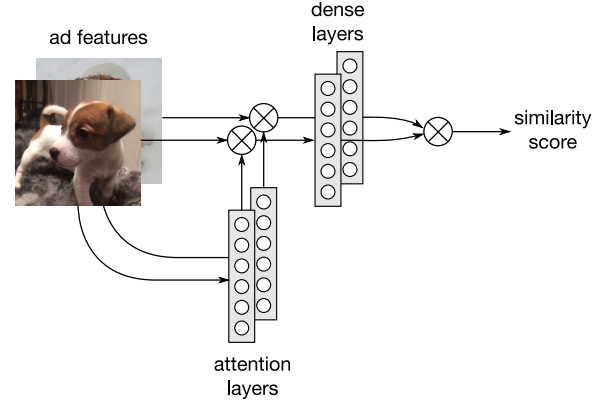 dense
layers
ad features
similarity
score
attention
layers